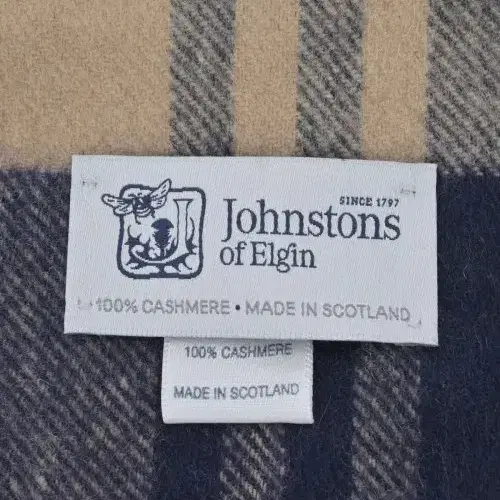 SINCE 1797
Johnstons
of Elgin
100% CASHMERE • MADE IN SCOTLAND
100% CASHMERE
MADE IN SCOTLAND